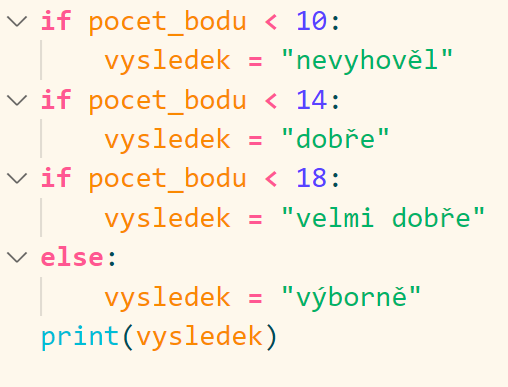 if pocet_bodu < 10:
    vysledek = "nevyhověl"
if pocet_bodu < 14:
    vysledek = "dobře"
if pocet_bodu < 18:
    vysledek = "velmi dobře"
else:
    vysledek = "výborně"
print(vysledek)